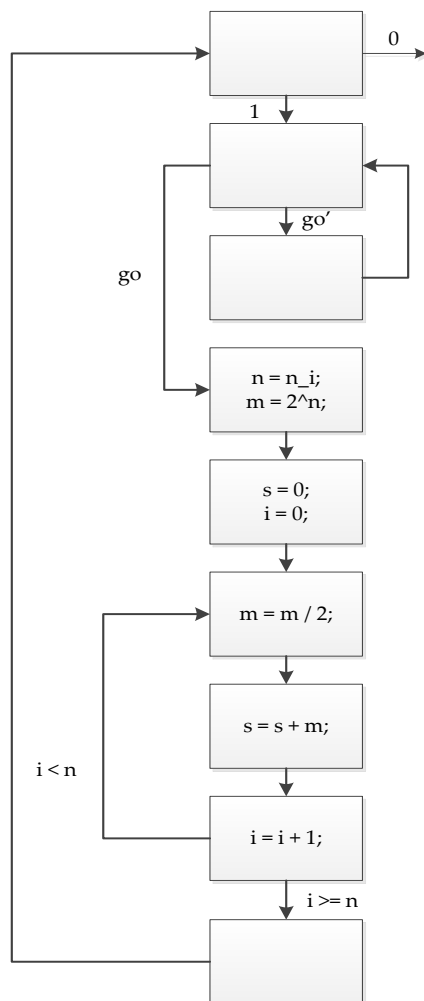 0
1
go'
go
n = n_i;
m = 2^n;
s = 0;
i = 0;
m = m / 2;
s = s + m;
i < n
i = i + 1;
i >= n